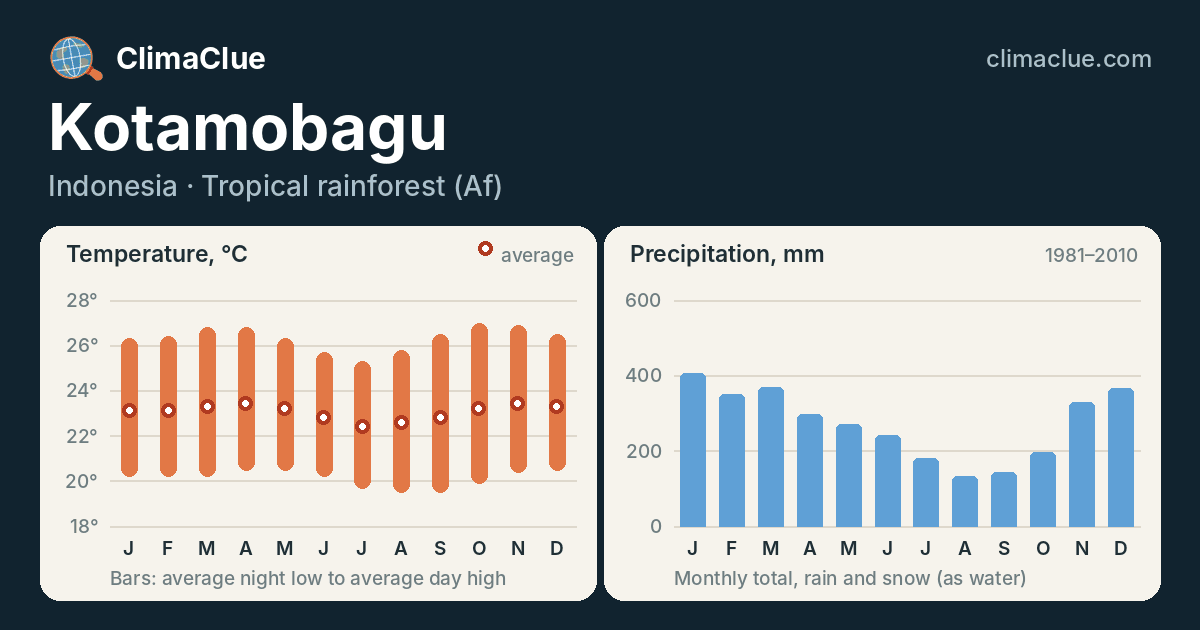 ClimaClue
climaclue.com
Kotamobagu
Indonesia · Tropical rainforest (Af)
Temperature, °C
average
28°
26°
24°
22°
20°
18°
J F M A M J J A S O N D
Bars: average night low to average day high
Precipitation, mm
1981–2010
600
400
200
0
J F M A M J J A S O N D
Monthly total, rain and snow (as water)